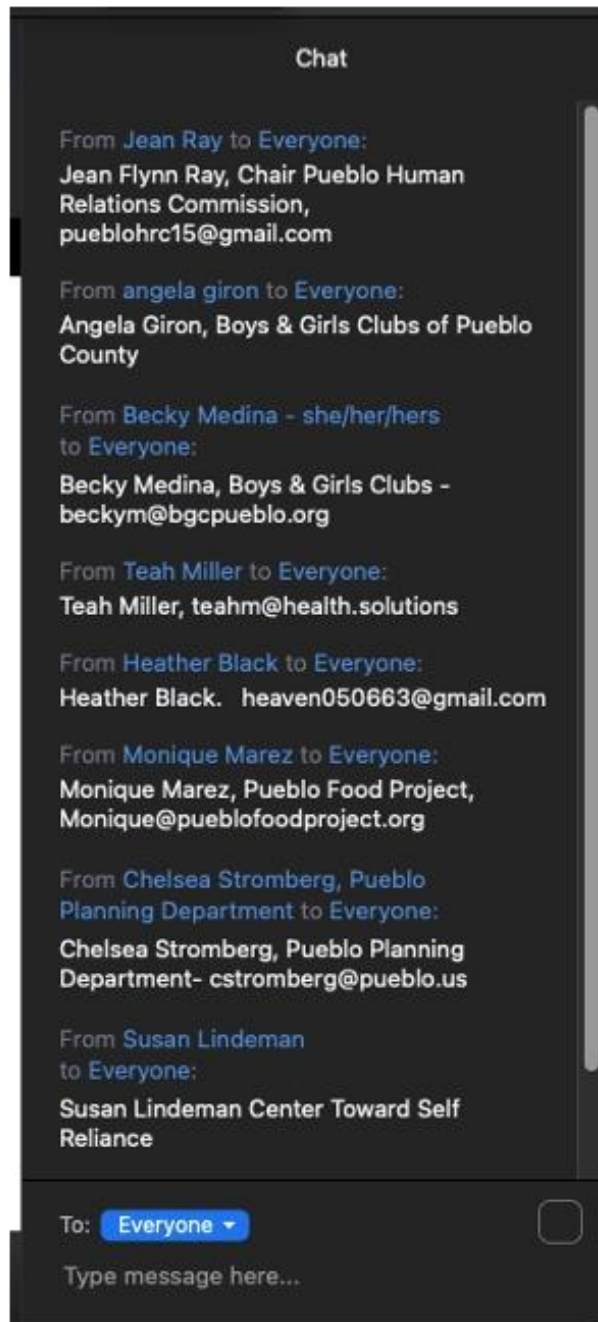 Chat
From Jean Ray to Everyone:
Jean Flynn Ray, Chair Pueblo Human
Relations Commission,
pueblohrc15@gmail.com
From angela giron to Everyone:
Angela Giron, Boys & Girls Clubs of Pueblo
County
From Becky Medina - she/her/hers
to Everyone:
Becky Medina, Boys & Girls Clubs -
beckym@bgcpueblo.org
From Teah Miller to Everyone:
Teah Miller, teahm@health.solutions
From Heather Black to Everyone:
Heather Black.   heaven050663@gmail.com
From Monique Marez to Everyone:
Monique Marez, Pueblo Food Project,
Monique@pueblofoodproject.org
From Chelsea Stromberg, Pueblo
Planning Department to Everyone:
Chelsea Stromberg, Pueblo Planning
Department- cstromberg@pueblo.us
From Susan Lindeman
to Everyone:
Susan Lindeman Center Toward Self
Reliance
To: Everyone
Type message here...